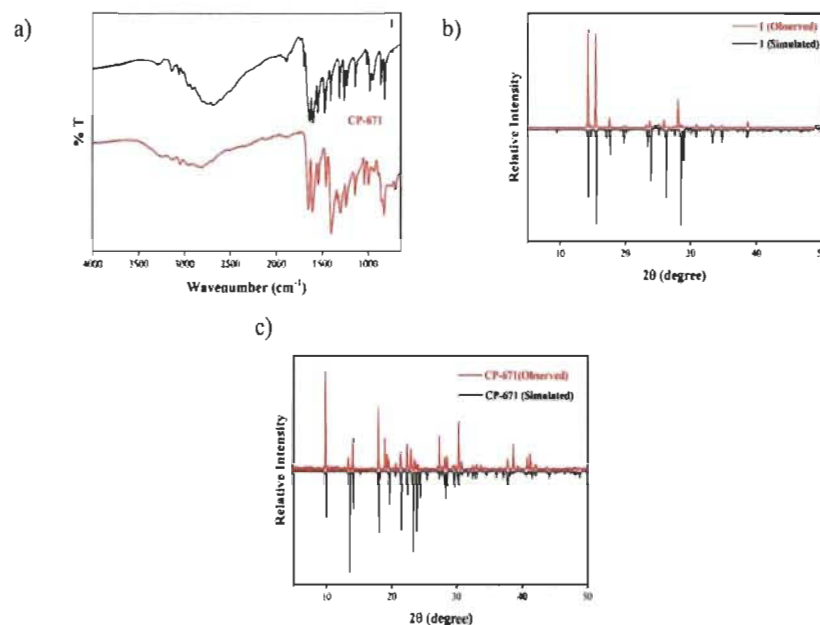 a)
1
CP-671
% T
4000 3500 3000 2500 2000 1500 1000
Wavenumber (cm⁻¹)
b)
1 (Observed)
1 (Simulated)
Relative Intensity
10 20 30 40 50
2θ (degree)
c)
CP-671(Observed)
CP-671 (Simulated)
Relative Intensity
10 20 30 40 50
2θ (degree)